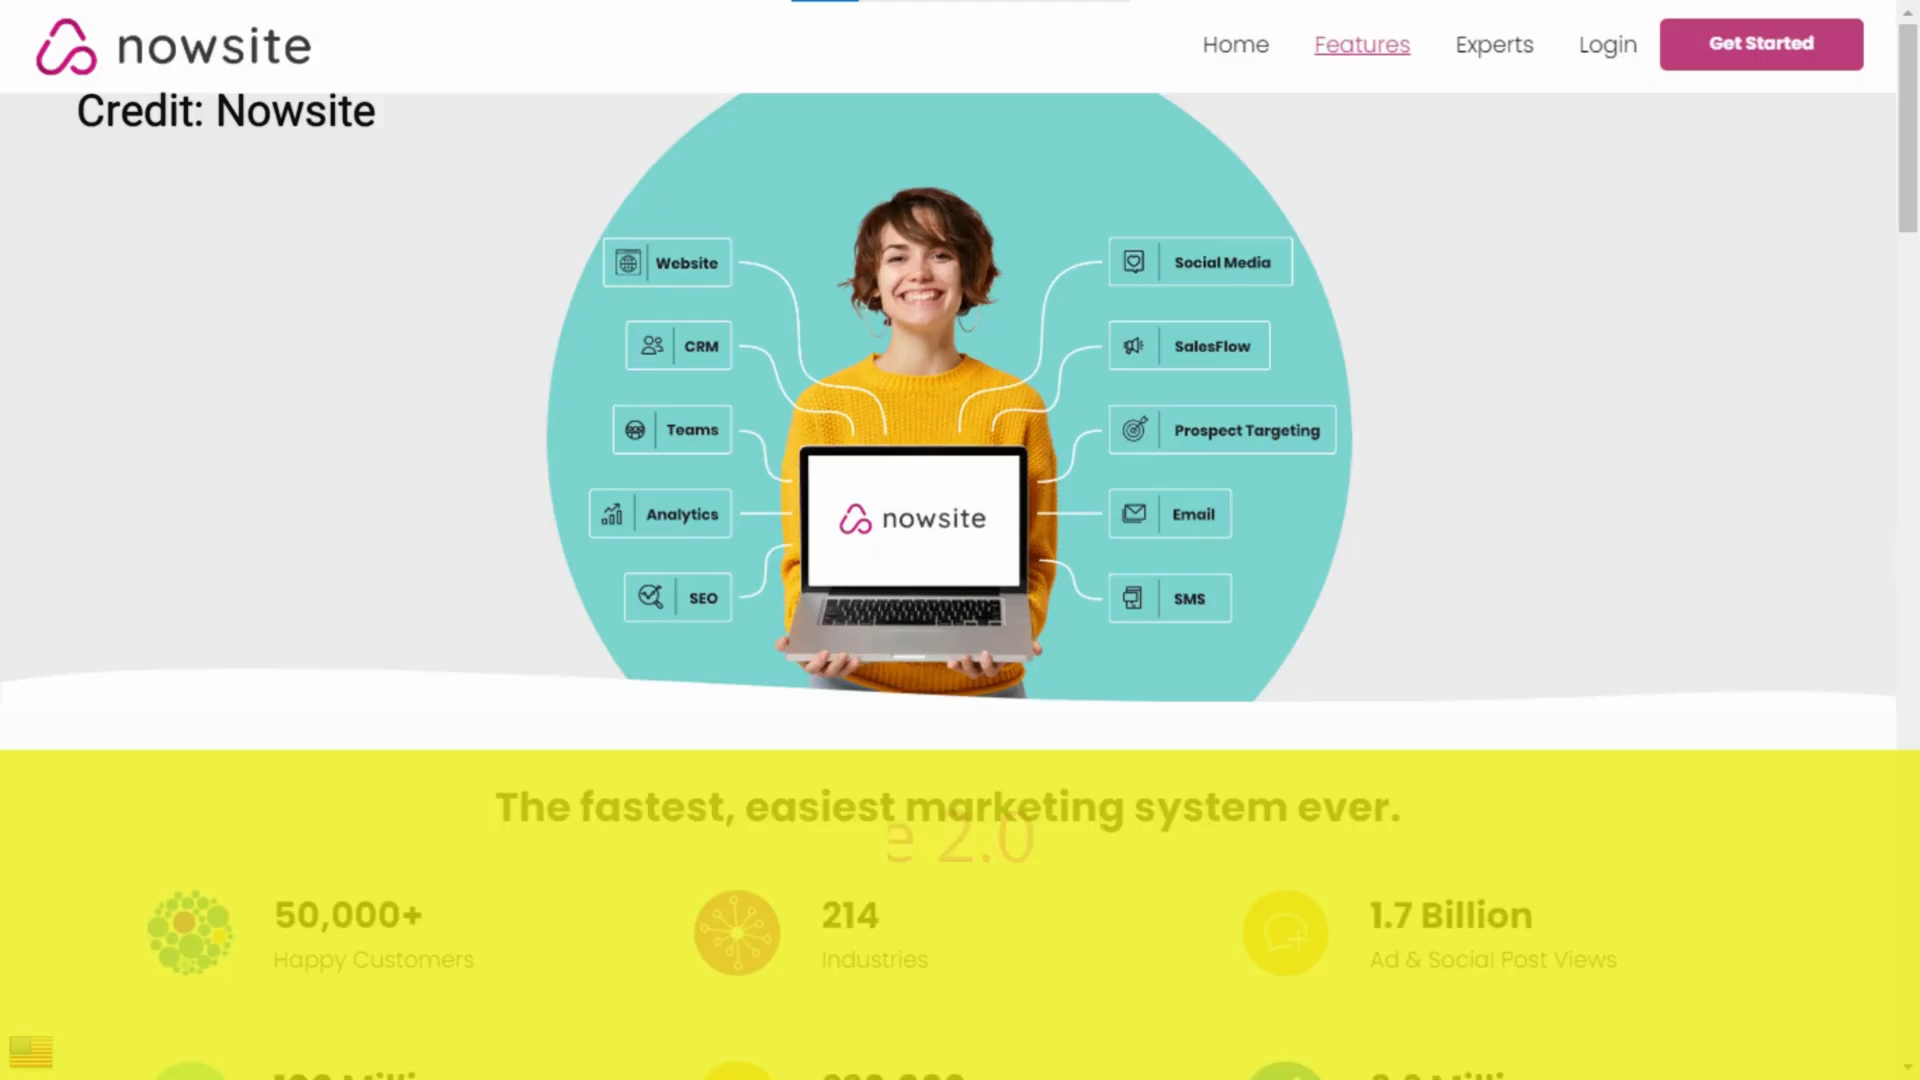 nowsite
Home Features Experts Login Get Started
Credit: Nowsite
Website
Social Media
CRM
SalesFlow
Teams
Prospect Targeting
Analytics
nowsite
Email
SEO
SMS
The fastest, easiest marketing system ever.
e 2.0
50,000+
Happy Customers
214
Industries
1.7 Billion
Ad & Social Post Views